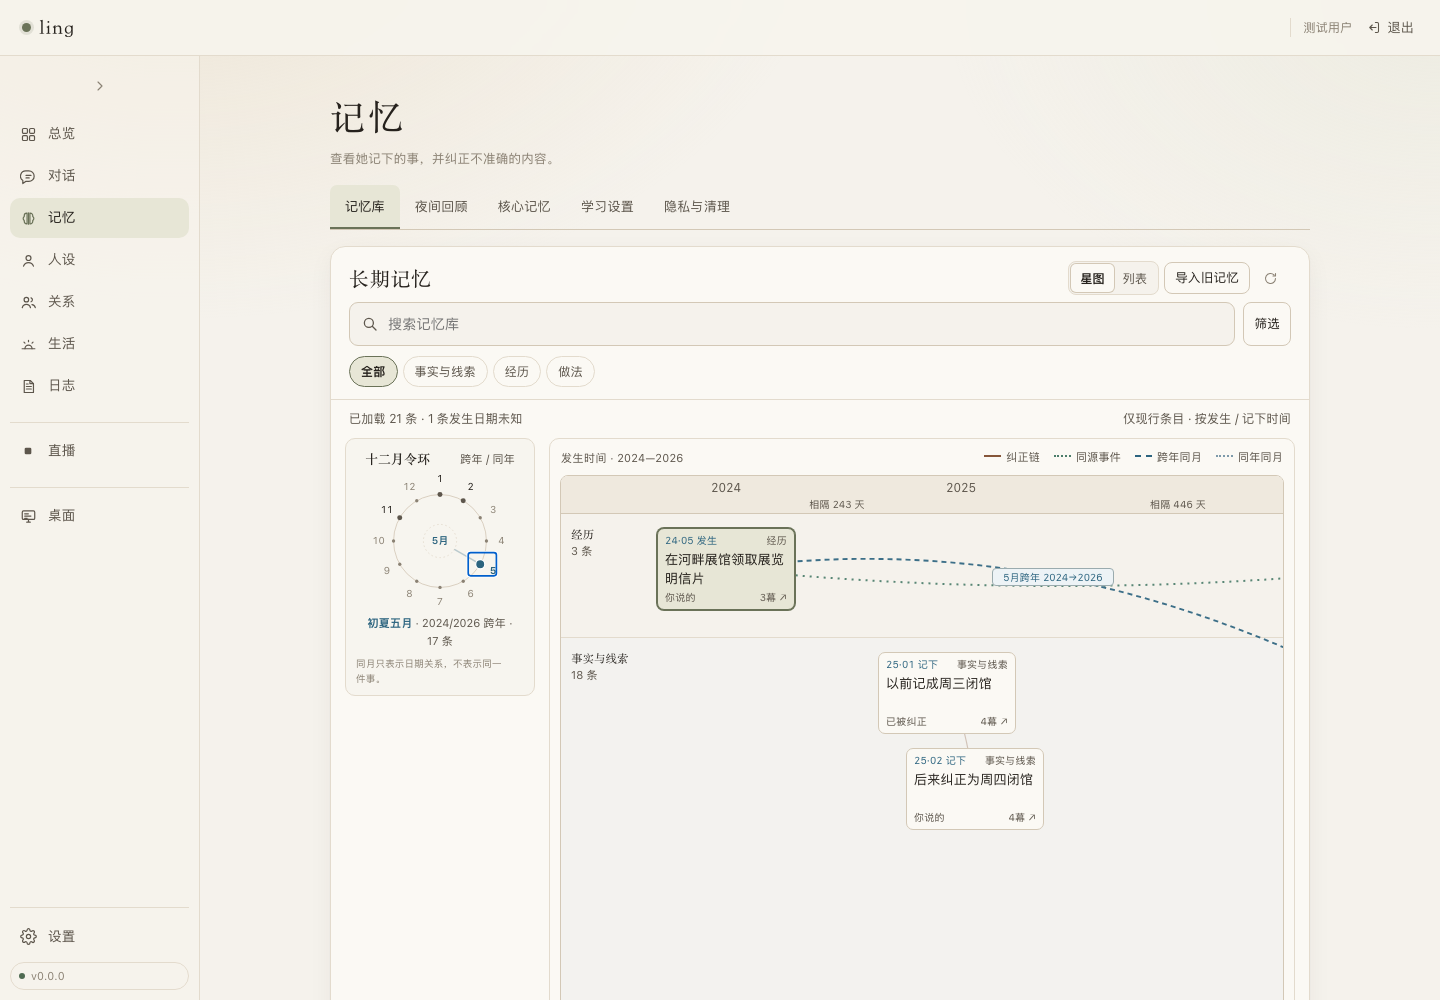 ling
测试用户
退出
总览
对话
记忆
人设
关系
生活
日志
直播
桌面
设置
v0.0.0
记忆
查看她记下的事，并纠正不准确的内容。
记忆库
夜间回顾
核心记忆
学习设置
隐私与清理
长期记忆
星图
列表
导入旧记忆
搜索记忆库
筛选
全部
事实与线索
经历
做法
已加载 21 条 · 1 条发生日期未知
仅现行条目 · 按发生 / 记下时间
十二月令环
跨年 / 同年
1
2
3
4
5
6
7
8
9
10
11
12
5月
初夏五月 · 2024/2026 跨年 ·
17 条
同月只表示日期关系，不表示同一
件事。
发生时间 · 2024—2026
纠正链
同源事件
跨年同月
同年同月
2024
2025
相隔 243 天
相隔 446 天
经历
3 条
24·05 发生
经历
在河畔展馆领取展览
明信片
你说的
3幕 ↗
5月跨年 2024→2026
事实与线索
18 条
25·01 记下
事实与线索
以前记成周三闭馆
已被纠正
4幕 ↗
25·02 记下
事实与线索
后来纠正为周四闭馆
你说的
4幕 ↗